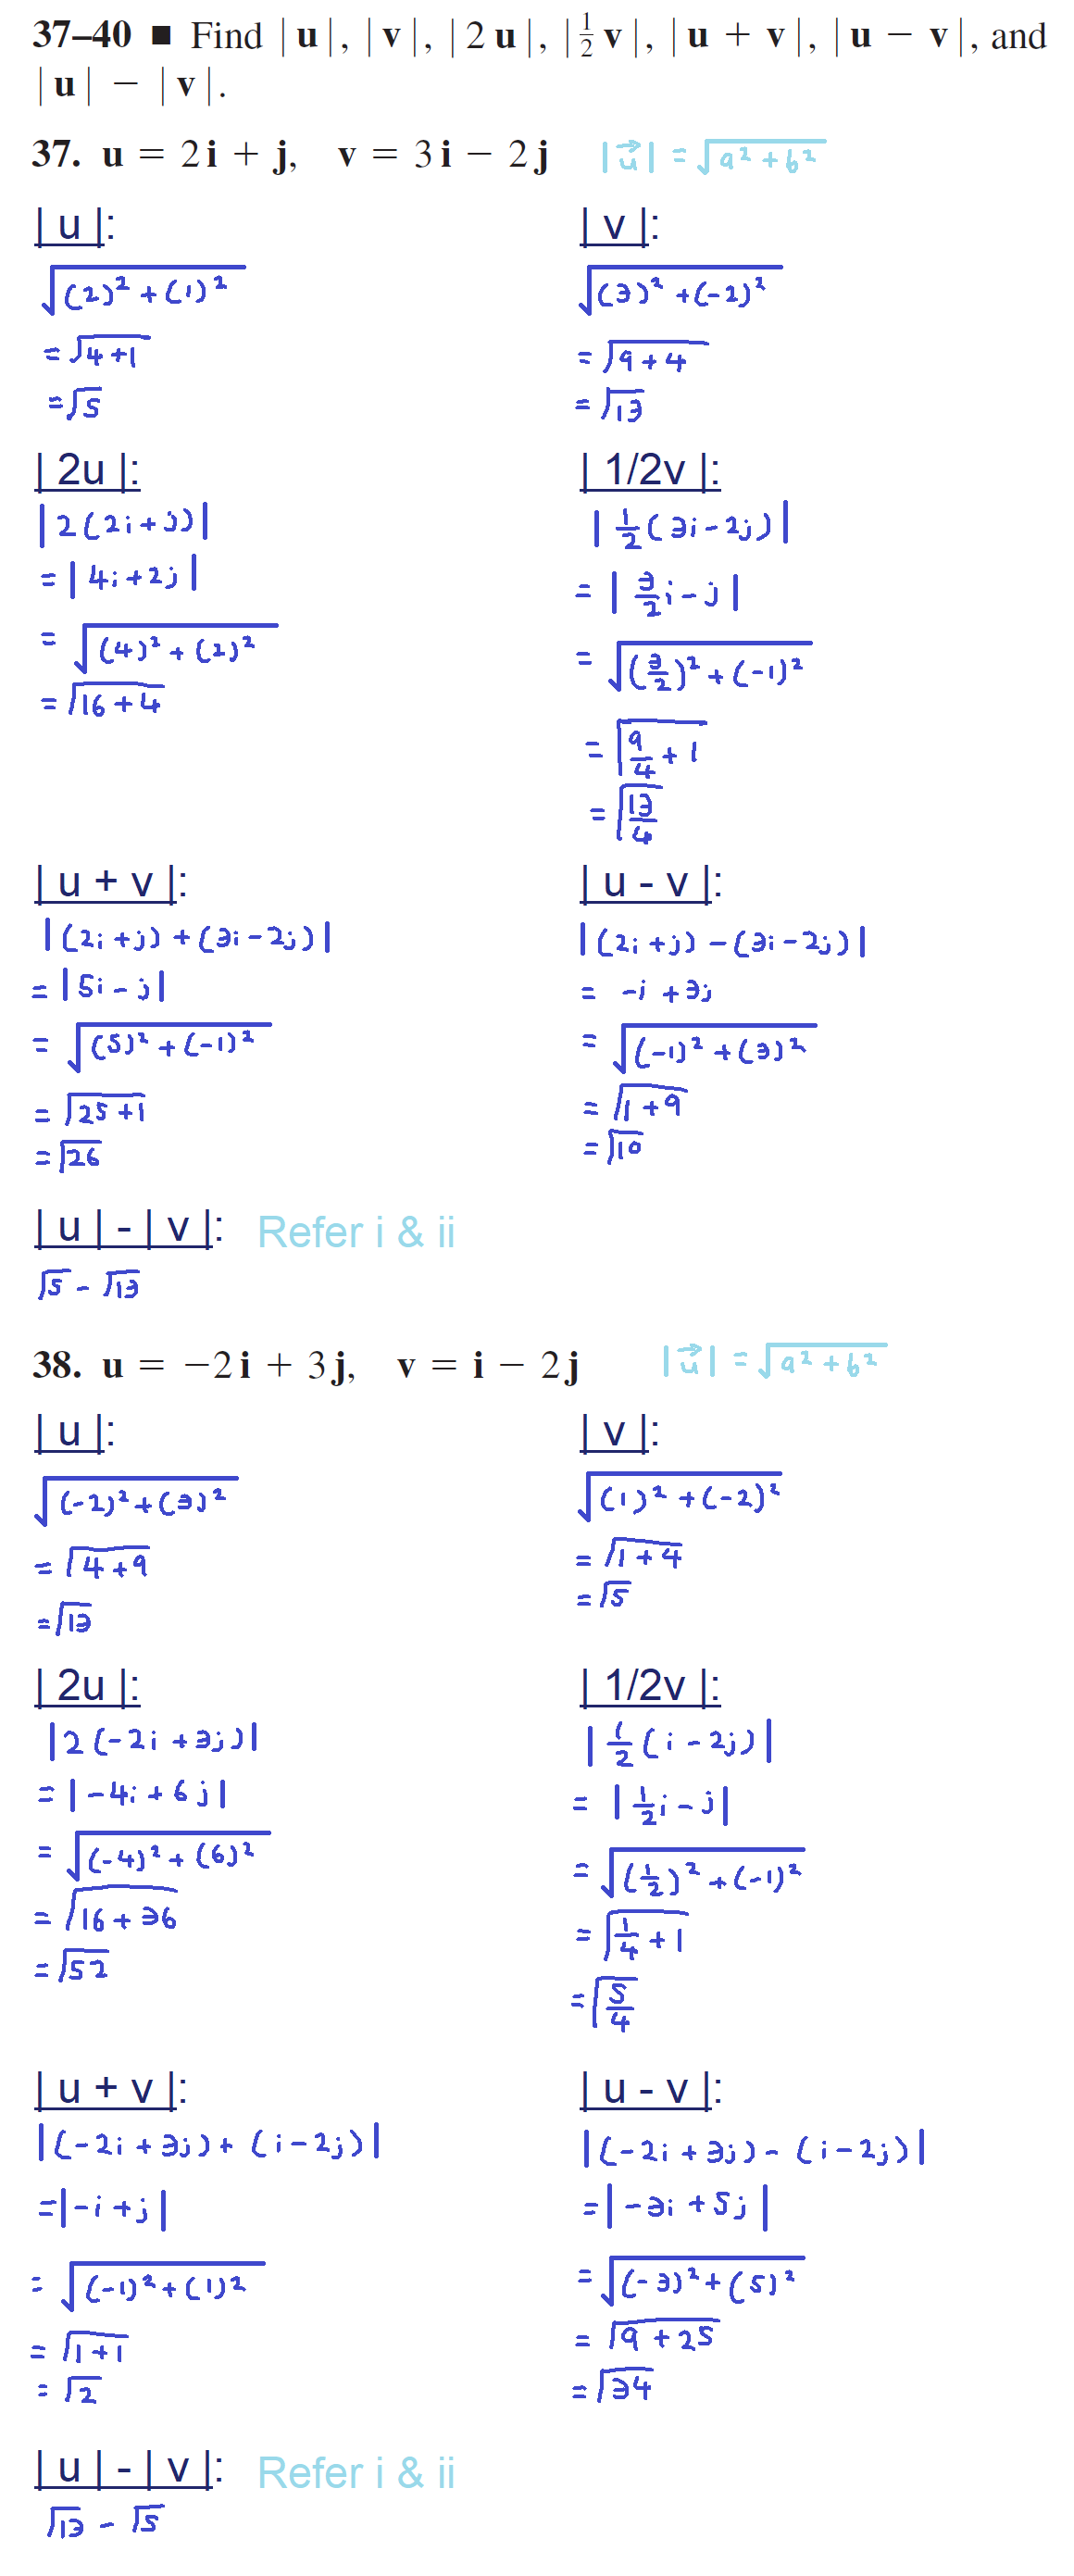 37–40 ■ Find |u|, |v|, |2u|, |½v|, |u + v|, |u − v|, and
|u| − |v|.
37. u = 2i + j, v = 3i − 2j |u⃗| = √(a² + b²)
| u |:
√((2)² + (1)²)
= √(4 + 1)
= √5
| v |:
√((3)² + (-2)²)
= √(9 + 4)
= √13
| 2u |:
|2(2i + j)|
= |4i + 2j|
= √((4)² + (2)²)
= √(16 + 4)
| 1/2v |:
|1/2(3i - 2j)|
= |3/2i - j|
= √((3/2)² + (-1)²)
= √(9/4 + 1)
= √(13/4)
| u + v |:
|(2i + j) + (3i - 2j)|
= |5i - j|
= √((5)² + (-1)²)
= √(25 + 1)
= √26
| u - v |:
|(2i + j) - (3i - 2j)|
= -i + 3j
= √((-1)² + (3)²)
= √(1 + 9)
= √10
| u | - | v |: Refer i & ii
√5 - √13
38. u = −2i + 3j, v = i − 2j |u⃗| = √(a² + b²)
| u |:
√((-2)² + (3)²)
= √(4 + 9)
= √13
| v |:
√((1)² + (-2)²)
= √(1 + 4)
= √5
| 2u |:
|2(-2i + 3j)|
= |-4i + 6j|
= √((-4)² + (6)²)
= √(16 + 36)
= √52
| 1/2v |:
|1/2(i - 2j)|
= |1/2i - j|
= √((1/2)² + (-1)²)
= √(1/4 + 1)
= √(5/4)
| u + v |:
|(-2i + 3j) + (i - 2j)|
= |-i + j|
= √((-1)² + (1)²)
= √(1 + 1)
= √2
| u - v |:
|(-2i + 3j) - (i - 2j)|
= |-3i + 5j|
= √((-3)² + (5)²)
= √(9 + 25)
= √34
| u | - | v |: Refer i & ii
√13 - √5